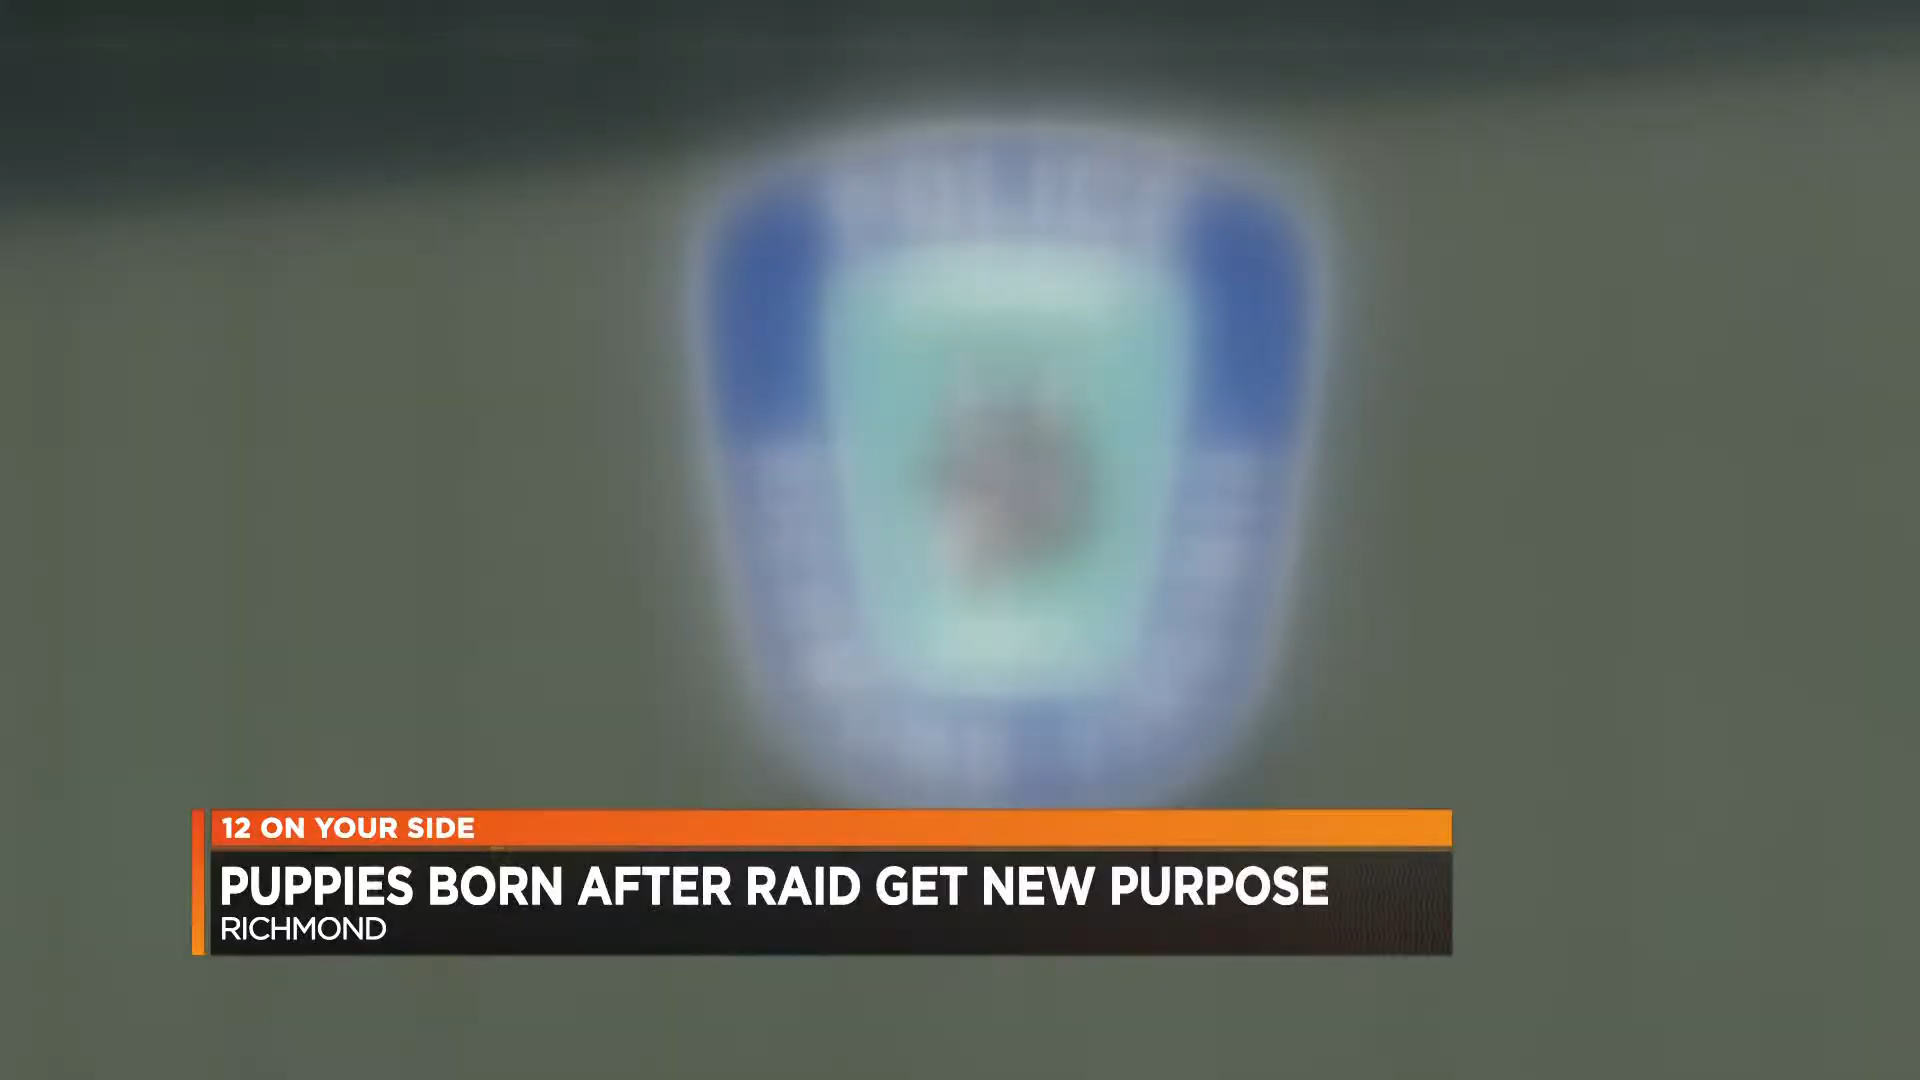 12 ON YOUR SIDE
PUPPIES BORN AFTER RAID GET NEW PURPOSE
RICHMOND